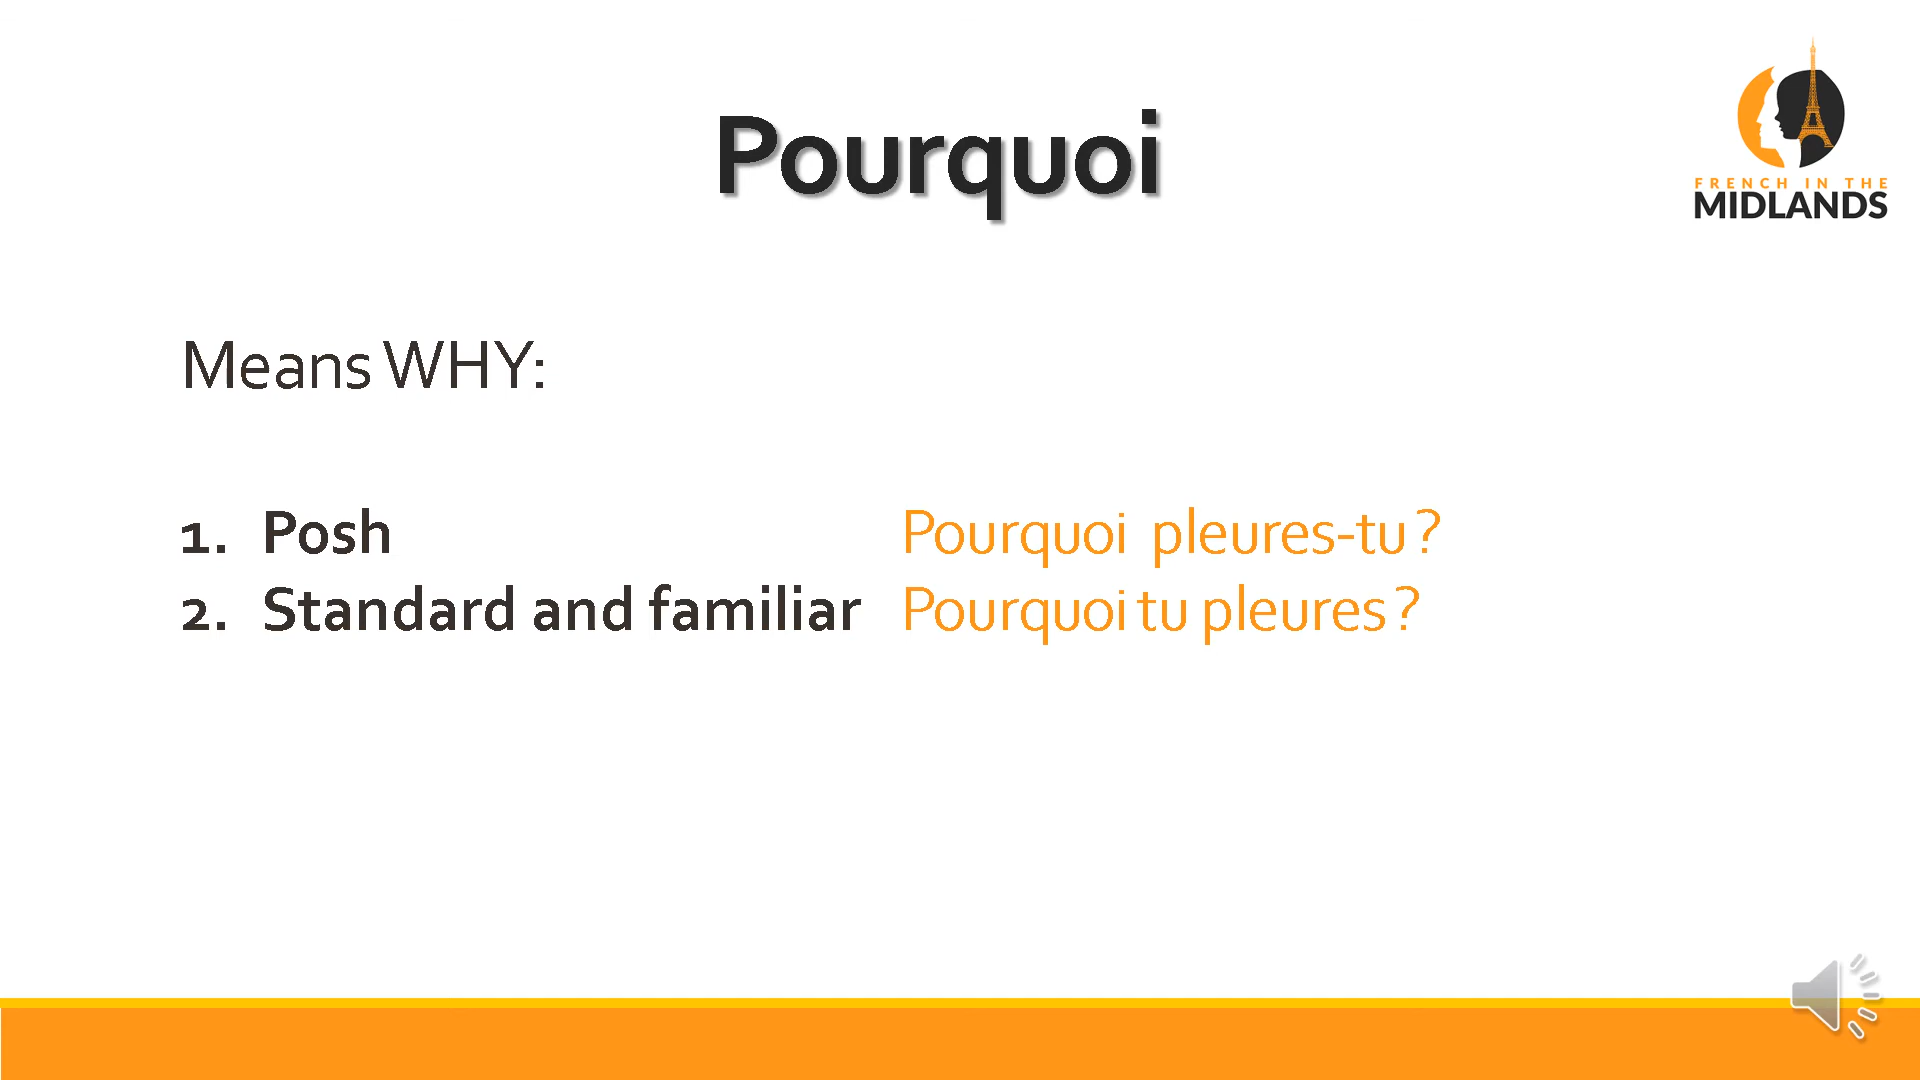 Pourquoi
FRENCH IN THE
MIDLANDS
Means WHY:
1. Posh Pourquoi pleures-tu ?
2. Standard and familiar Pourquoi tu pleures ?